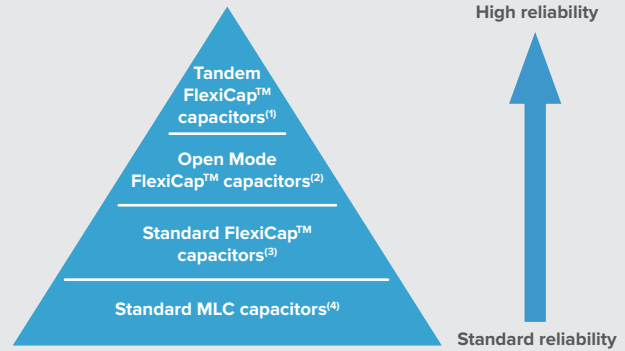 High reliability
Tandem
FlexiCap™
capacitors(1)
Open Mode
FlexiCap™ capacitors(2)
Standard FlexiCap™
capacitors(3)
Standard MLC capacitors(4)
Standard reliability